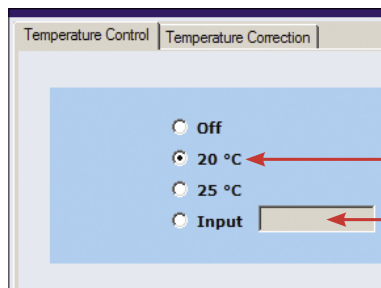 Temperature Control Temperature Correction
Off
20 °C
25 °C
Input